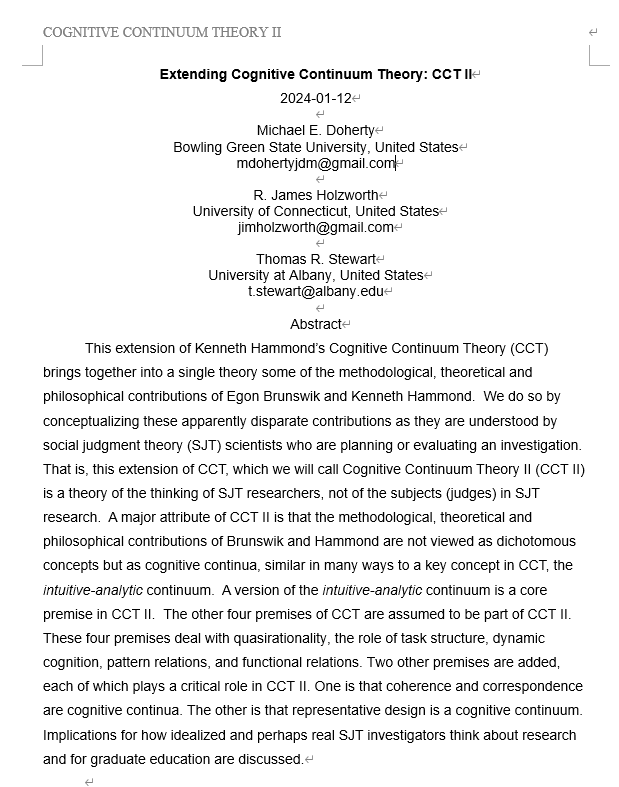 COGNITIVE CONTINUUM THEORY II
Extending Cognitive Continuum Theory: CCT II
2024-01-12
Michael E. Doherty
Bowling Green State University, United States
mdohertyjdm@gmail.com
R. James Holzworth
University of Connecticut, United States
jimholzworth@gmail.com
Thomas R. Stewart
University at Albany, United States
t.stewart@albany.edu
Abstract
This extension of Kenneth Hammond's Cognitive Continuum Theory (CCT)
brings together into a single theory some of the methodological, theoretical and
philosophical contributions of Egon Brunswik and Kenneth Hammond.  We do so by
conceptualizing these apparently disparate contributions as they are understood by
social judgment theory (SJT) scientists who are planning or evaluating an investigation.
That is, this extension of CCT, which we will call Cognitive Continuum Theory II (CCT II)
is a theory of the thinking of SJT researchers, not of the subjects (judges) in SJT
research.  A major attribute of CCT II is that the methodological, theoretical and
philosophical contributions of Brunswik and Hammond are not viewed as dichotomous
concepts but as cognitive continua, similar in many ways to a key concept in CCT, the
intuitive-analytic continuum.  A version of the intuitive-analytic continuum is a core
premise in CCT II.  The other four premises of CCT are assumed to be part of CCT II.
These four premises deal with quasirationality, the role of task structure, dynamic
cognition, pattern relations, and functional relations. Two other premises are added,
each of which plays a critical role in CCT II. One is that coherence and correspondence
are cognitive continua. The other is that representative design is a cognitive continuum.
Implications for how idealized and perhaps real SJT investigators think about research
and for graduate education are discussed.